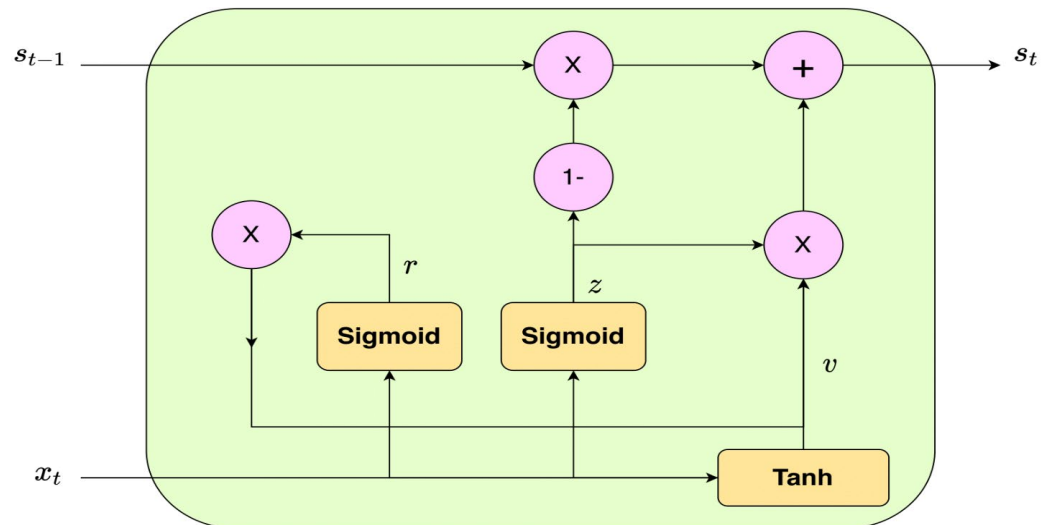 s_{t-1} X + s_t
1-
X X
r z
Sigmoid Sigmoid
v
x_t Tanh